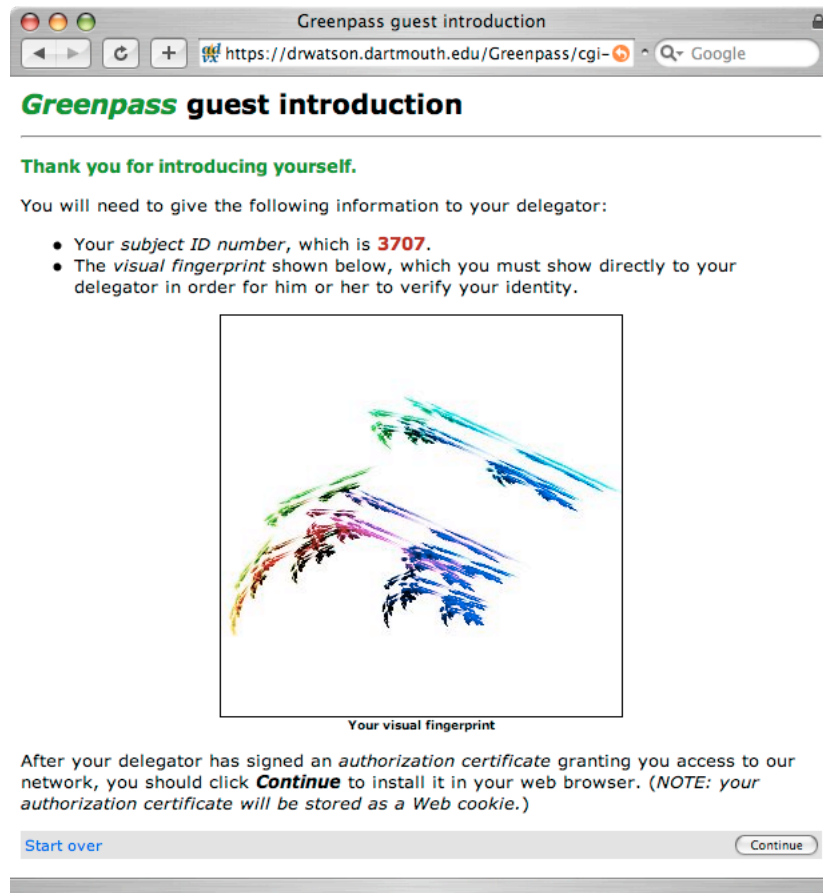 Greenpass guest introduction
https://drwatson.dartmouth.edu/Greenpass/cgi-
Google
Greenpass guest introduction
Thank you for introducing yourself.
You will need to give the following information to your delegator:
• Your subject ID number, which is 3707.
• The visual fingerprint shown below, which you must show directly to your
delegator in order for him or her to verify your identity.
Your visual fingerprint
After your delegator has signed an authorization certificate granting you access to our
network, you should click Continue to install it in your web browser. (NOTE: your
authorization certificate will be stored as a Web cookie.)
Start over
Continue